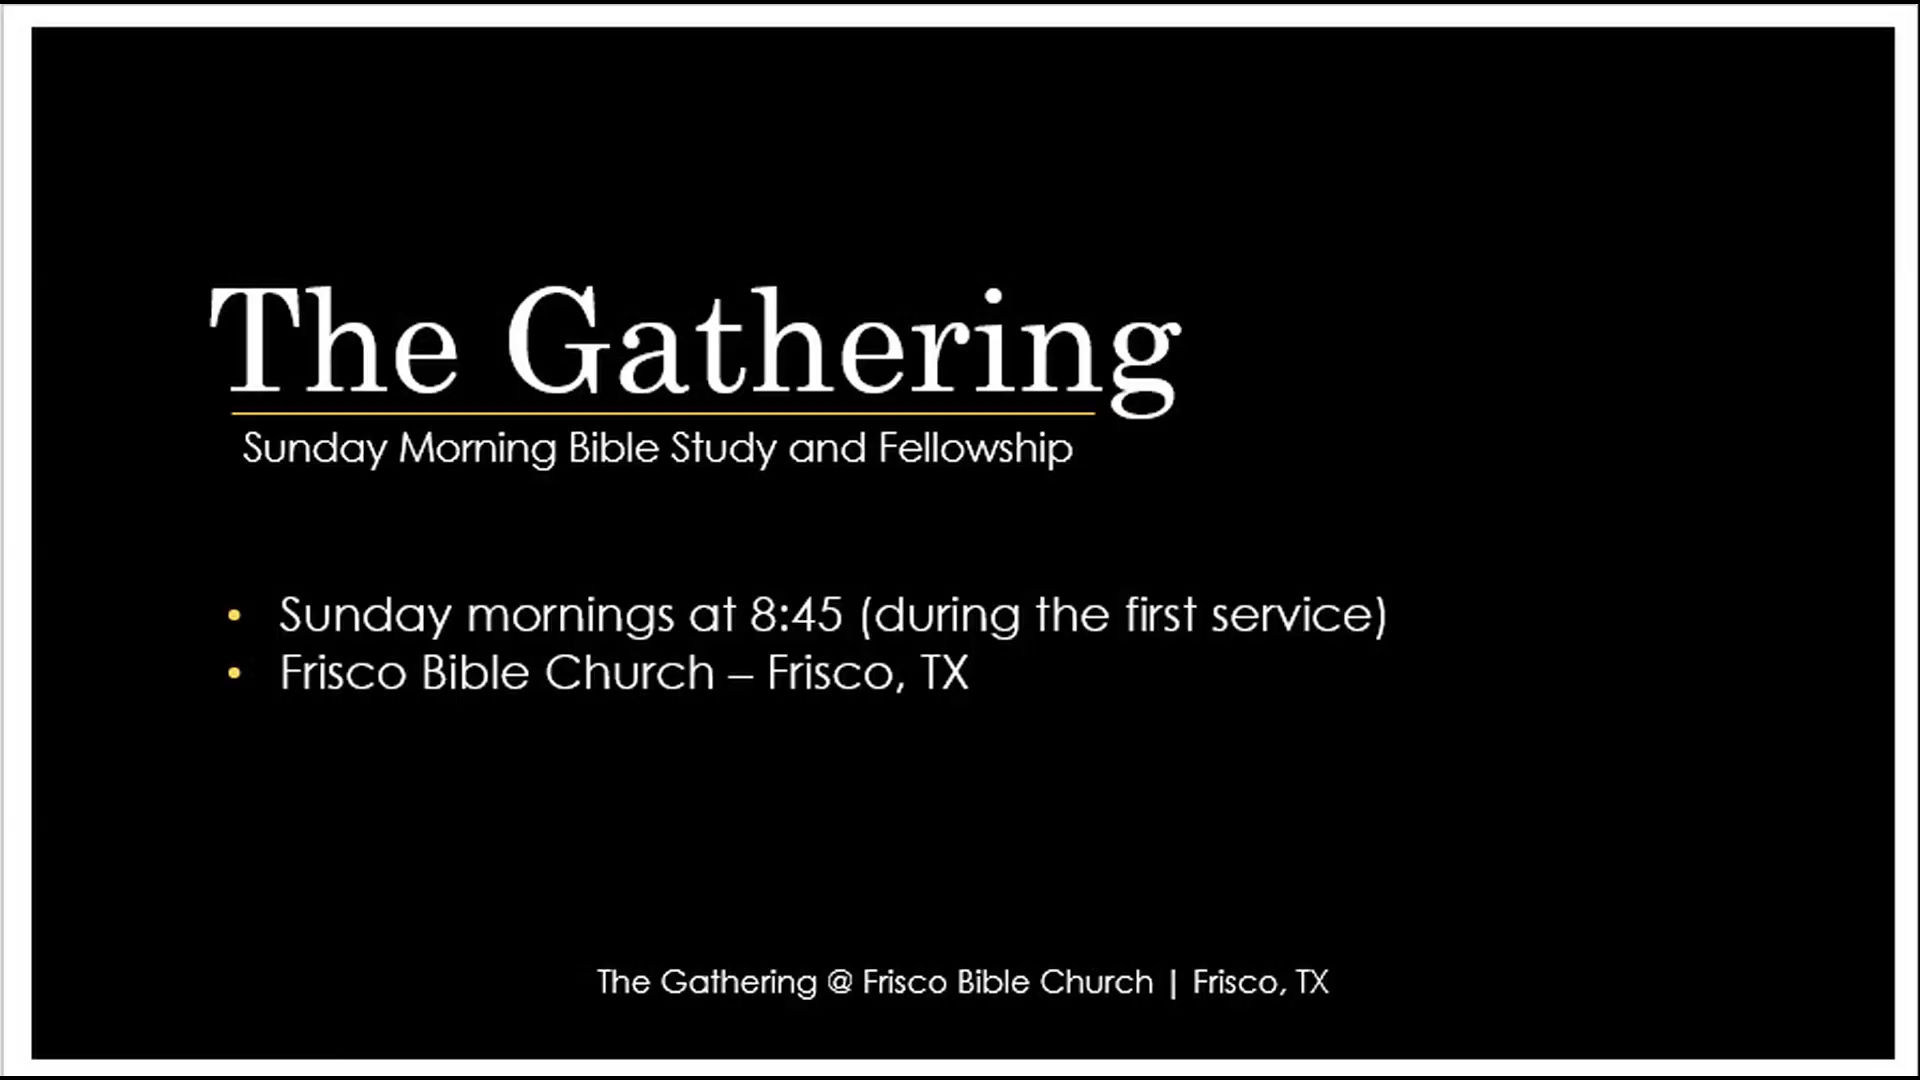 The Gathering
Sunday Morning Bible Study and Fellowship
• Sunday mornings at 8:45 (during the first service)
• Frisco Bible Church – Frisco, TX
The Gathering @ Frisco Bible Church | Frisco, TX